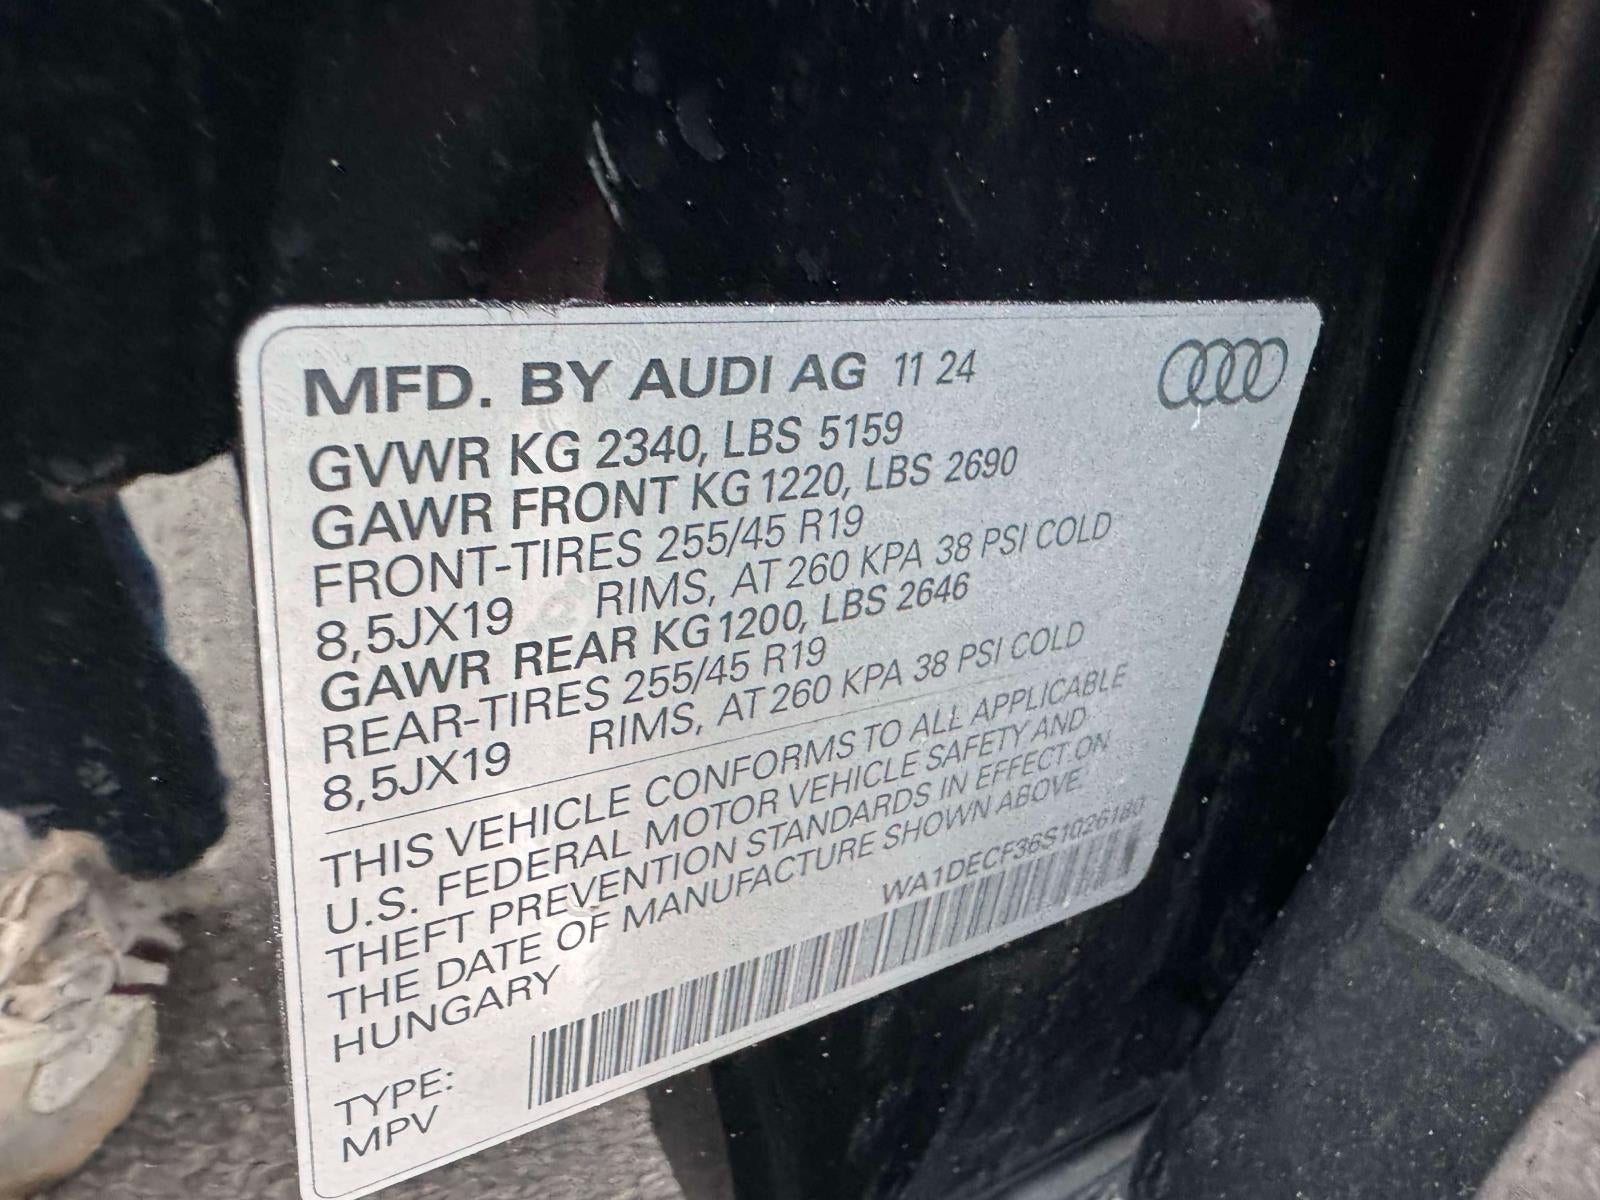 MFD. BY AUDI AG 11 24
GVWR KG 2340, LBS 5159
GAWR FRONT KG 1220, LBS 2690
FRONT-TIRES 255/45 R19
8,5JX19 RIMS, AT 260 KPA 38 PSI COLD
GAWR REAR KG 1200, LBS 2646
REAR-TIRES 255/45 R19
8,5JX19 RIMS, AT 260 KPA 38 PSI COLD
THIS VEHICLE CONFORMS TO ALL APPLICABLE
U.S. FEDERAL MOTOR VEHICLE SAFETY AND
THEFT PREVENTION STANDARDS IN EFFECT ON
THE DATE OF MANUFACTURE SHOWN ABOVE.
HUNGARY
WA1DECF36S1026180
TYPE:
MPV